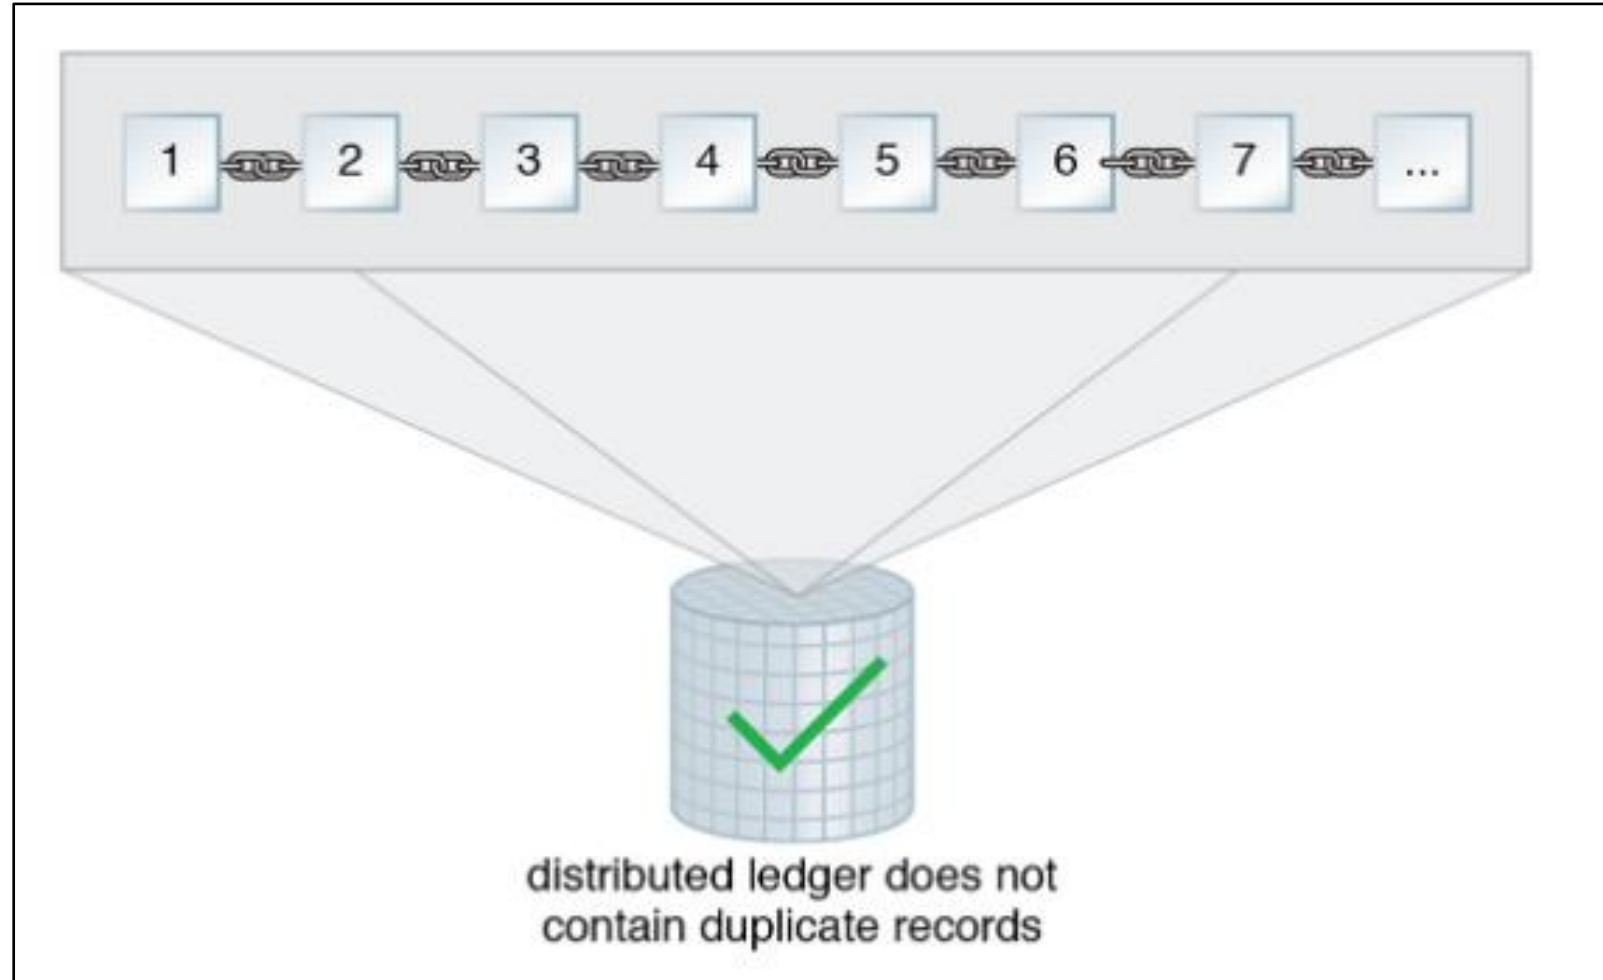 1 2 3 4 5 6 7 ...
distributed ledger does not
contain duplicate records